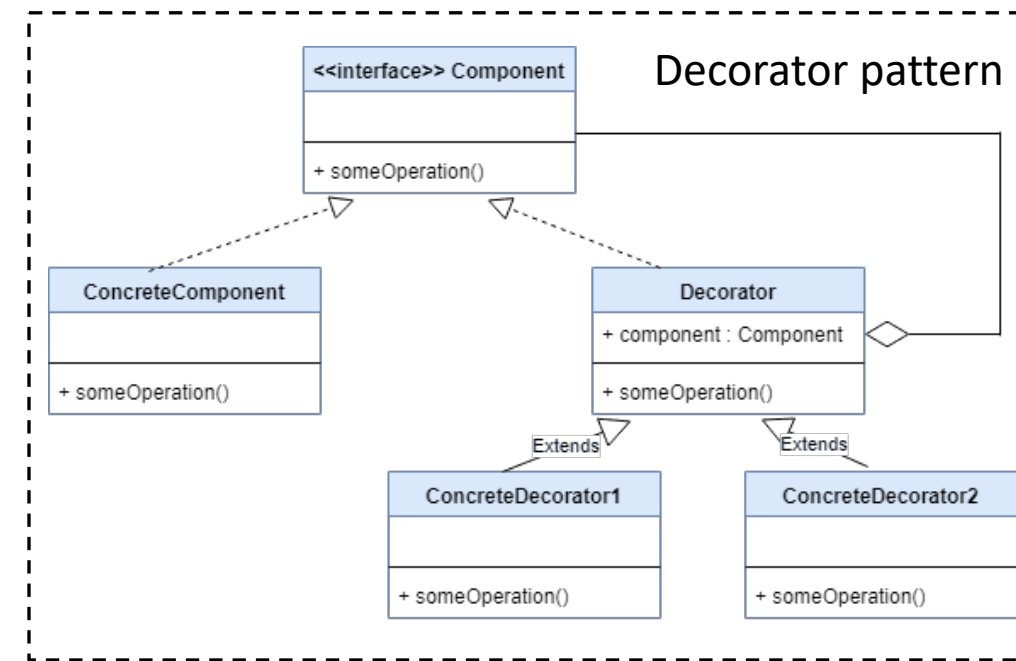 <<interface>> Component
Decorator pattern
+ someOperation()
ConcreteComponent
Decorator
+ component : Component
+ someOperation()
+ someOperation()
Extends
Extends
ConcreteDecorator1
ConcreteDecorator2
+ someOperation()
+ someOperation()